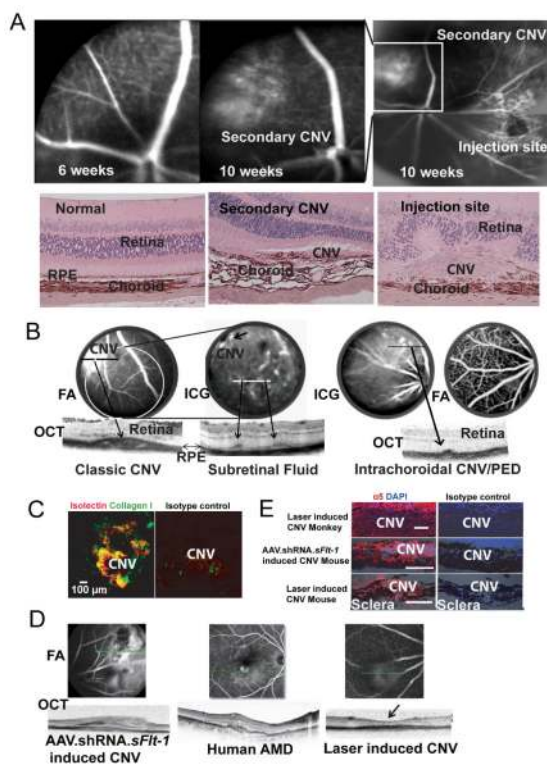 A
Secondary CNV
Secondary CNV
6 weeks
10 weeks
Injection site
10 weeks
Normal
Retina
RPE
Choroid
Secondary CNV
CNV
Choroid
Injection site
Retina
CNV
Choroid
B
CNV
FA
CNV
ICG
ICG
FA
OCT
Retina
RPE
OCT
Retina
Classic CNV
Subretinal Fluid
Intrachoroidal CNV/PED
C
Isolectin Collagen I
Isotype control
CNV
CNV
100 µm
E
α5 DAPI
Isotype control
Laser induced
CNV Monkey
CNV
CNV
AAV.shRNA.sFlt-1
induced CNV Mouse
CNV
CNV
Laser induced
CNV Mouse
CNV
CNV
Sclera
Sclera
D
FA
OCT
AAV.shRNA.sFlt-1
induced CNV
Human AMD
Laser induced CNV